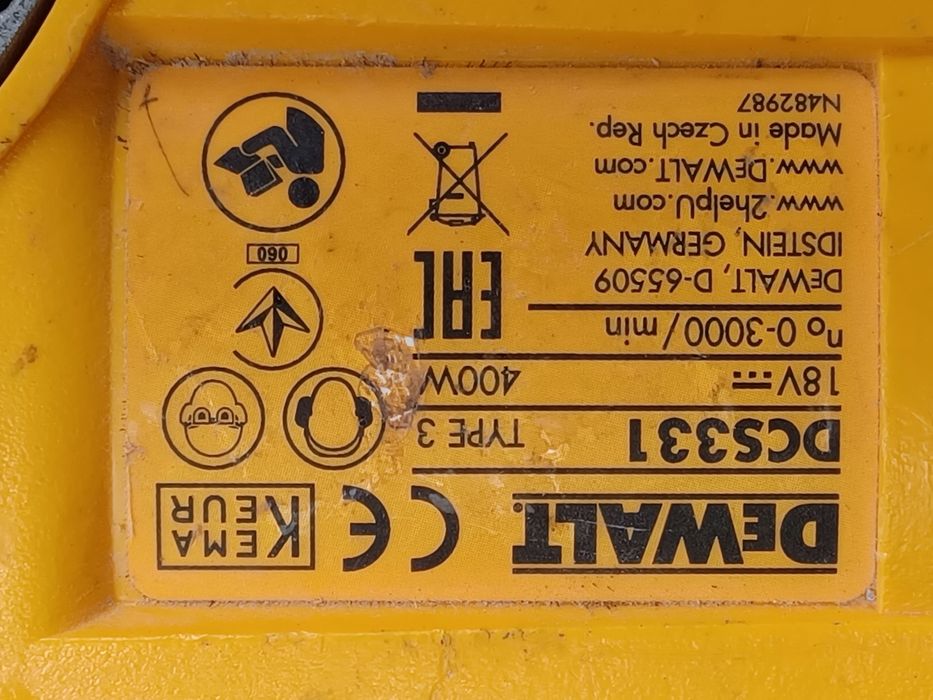 DEWALT.
CE
KEMA
KEUR
DCS331 TYPE 3
18V 400W
n₀ 0-3000/min
EAC
060
DEWALT, D-65509
IDSTEIN, GERMANY
www.2helpU.com
www.DEWALT.com
Made in Czech Rep.
N482987